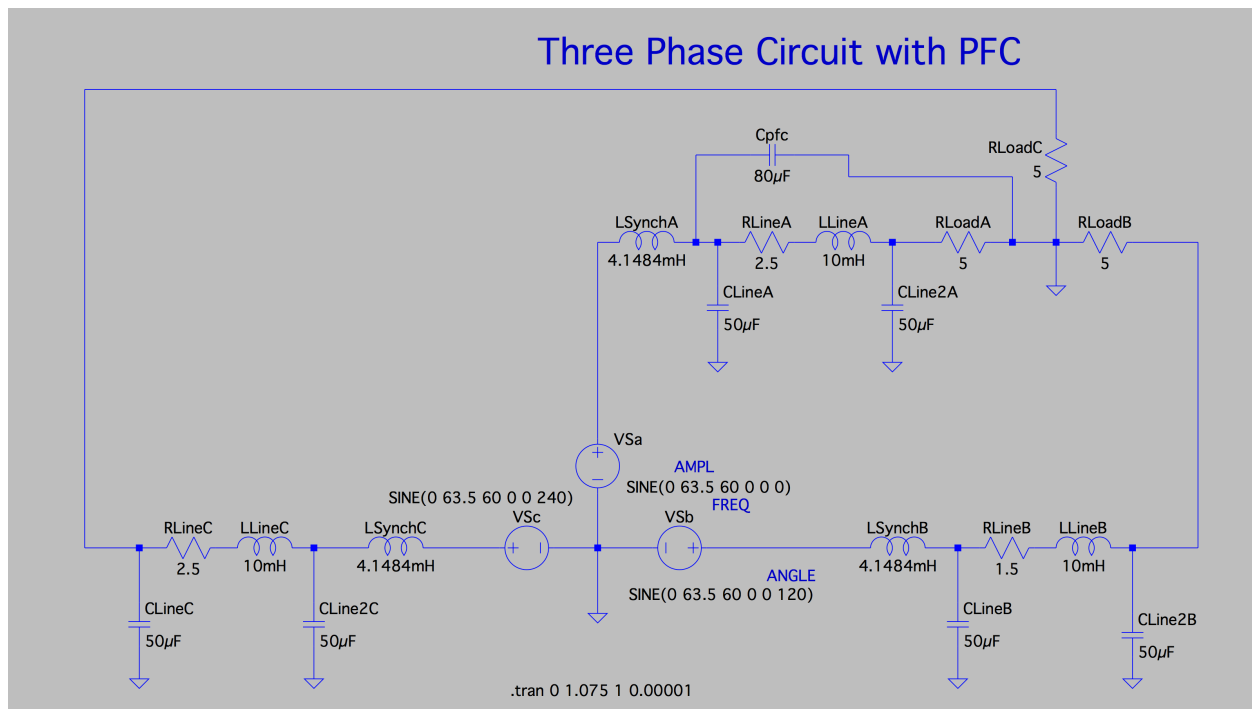 Three Phase Circuit with PFC
Cpfc
80µF
RLoadC
5
LSynchA
4.1484mH
RLineA
2.5
LLineA
10mH
RLoadA
5
RLoadB
5
CLineA
50µF
CLine2A
50µF
VSa
AMPL
SINE(0 63.5 60 0 0 0)
FREQ
SINE(0 63.5 60 0 0 240)
VSc
VSb
RLineC
2.5
LLineC
10mH
LSynchC
4.1484mH
LSynchB
4.1484mH
RLineB
1.5
LLineB
10mH
ANGLE
SINE(0 63.5 60 0 0 120)
CLineC
50µF
CLine2C
50µF
CLineB
50µF
CLine2B
50µF
.tran 0 1.075 1 0.00001